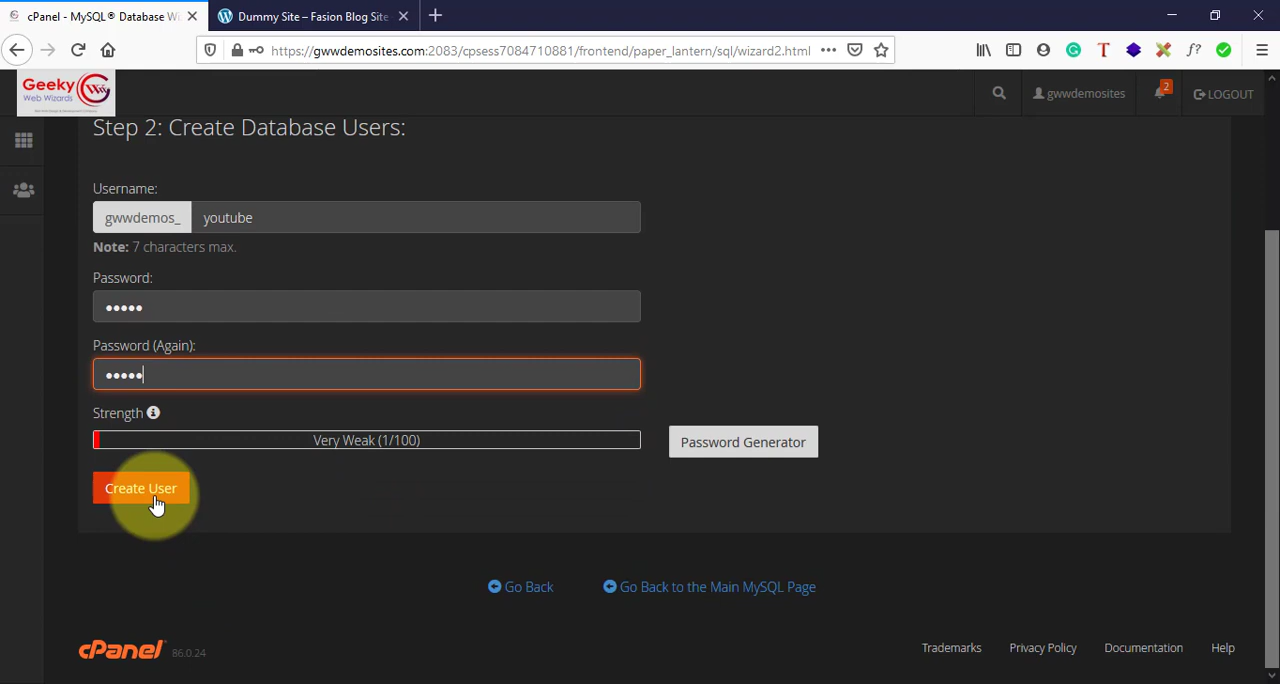 cPanel - MySQL® Database Wi
Dummy Site – Fasion Blog Site
https://gwwdemosites.com:2083/cpsess7084710881/frontend/paper_lantern/sql/wizard2.html
Geeky
Web Wizards
gwwdemosites
2
LOGOUT
Step 2: Create Database Users:
Username:
gwwdemos_ youtube
Note: 7 characters max.
Password:
•••••
Password (Again):
•••••
Strength
Very Weak (1/100)
Password Generator
Create User
Go Back
Go Back to the Main MySQL Page
cPanel 86.0.24
Trademarks
Privacy Policy
Documentation
Help